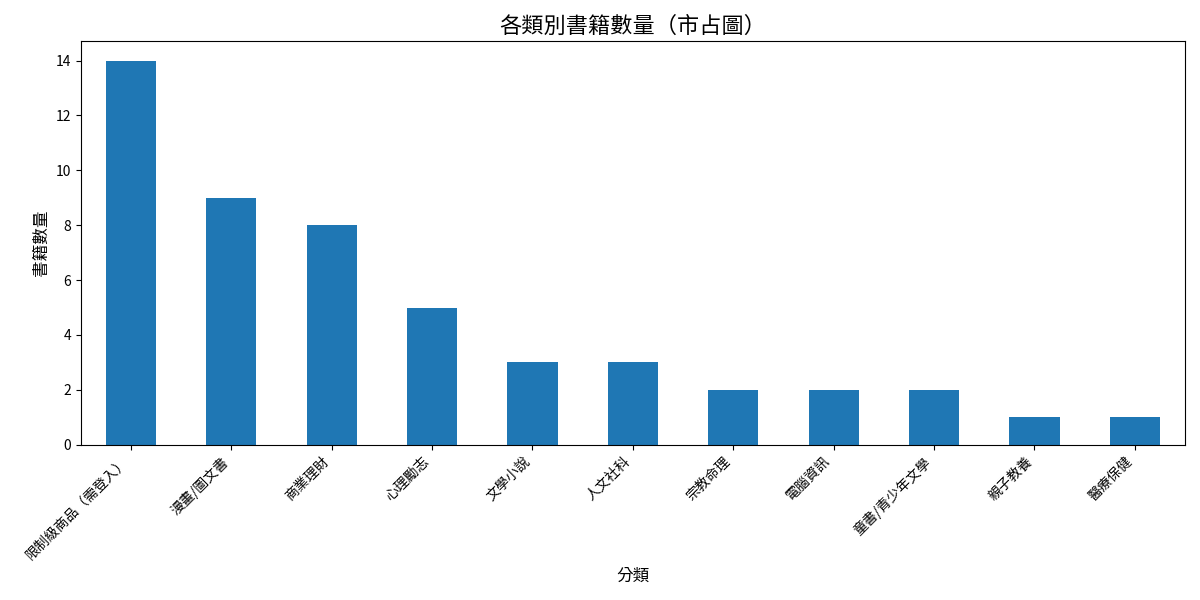 各類別書籍數量（市占圖）
書籍數量
14
12
10
8
6
4
2
0
限制級商品（需登入）
漫畫/圖文書
商業理財
心理勵志
文學小說
人文社科
宗教命理
電腦資訊
童書/青少年文學
親子教養
醫療保健
分類